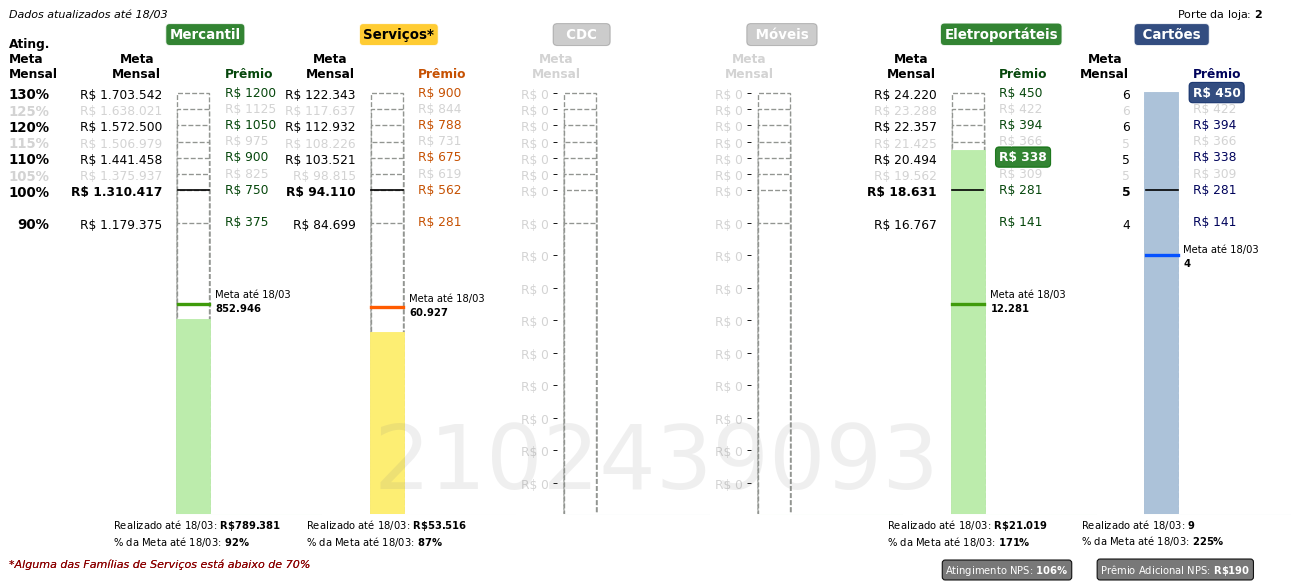 Dados atualizados até 18/03
Porte da loja: 2
Mercantil Serviços* CDC Móveis Eletroportáteis Cartões
Ating. Meta Mensal
Meta Mensal Prêmio Meta Mensal Prêmio Meta Mensal Meta Mensal Meta Mensal Prêmio Meta Mensal Prêmio
130% R$ 1.703.542 R$ 1200 R$ 122.343 R$ 900 R$ 0 R$ 0 R$ 24.220 R$ 450 6 R$ 450
125% R$ 1.638.021 R$ 1125 R$ 117.637 R$ 844 R$ 0 R$ 0 R$ 23.288 R$ 422 6 R$ 422
120% R$ 1.572.500 R$ 1050 R$ 112.932 R$ 788 R$ 0 R$ 0 R$ 22.357 R$ 394 6 R$ 394
115% R$ 1.506.979 R$ 975 R$ 108.226 R$ 731 R$ 0 R$ 0 R$ 21.425 R$ 366 5 R$ 366
110% R$ 1.441.458 R$ 900 R$ 103.521 R$ 675 R$ 0 R$ 0 R$ 20.494 R$ 338 5 R$ 338
105% R$ 1.375.937 R$ 825 R$ 98.815 R$ 619 R$ 0 R$ 0 R$ 19.562 R$ 309 5 R$ 309
100% R$ 1.310.417 R$ 750 R$ 94.110 R$ 562 R$ 0 R$ 0 R$ 18.631 R$ 281 5 R$ 281
90% R$ 1.179.375 R$ 375 R$ 84.699 R$ 281 R$ 0 R$ 0 R$ 16.767 R$ 141 4 R$ 141
R$ 0 R$ 0 Meta até 18/03
4
R$ 0 R$ 0
Meta até 18/03 Meta até 18/03 Meta até 18/03
852.946 60.927 12.281
R$ 0 R$ 0
R$ 0 R$ 0
R$ 0 R$ 0
R$ 0 R$ 0
R$ 0 R$ 0
2102439093
R$ 0 R$ 0
Realizado até 18/03: R$789.381 Realizado até 18/03: R$53.516 Realizado até 18/03: R$21.019 Realizado até 18/03: 9
% da Meta até 18/03: 92% % da Meta até 18/03: 87% % da Meta até 18/03: 171% % da Meta até 18/03: 225%
*Alguma das Famílias de Serviços está abaixo de 70%
Atingimento NPS: 106% Prêmio Adicional NPS: R$190